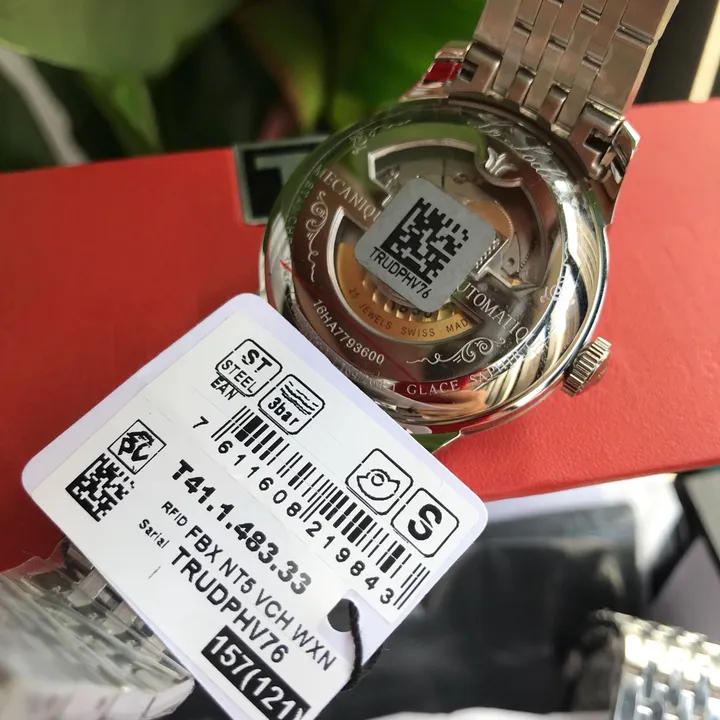 MECANIQUE
AUTOMATIQUE
TRUDPHV76
25 JEWELS SWISS MADE
16HA7793600
GLACE SAPHIR
ST
STEEL
3bar
EAN
7 611608 219843
S
T41.1.483.33
RFID FBX NT5 VCH WXN
Serial TRUDPHV76
157(121)